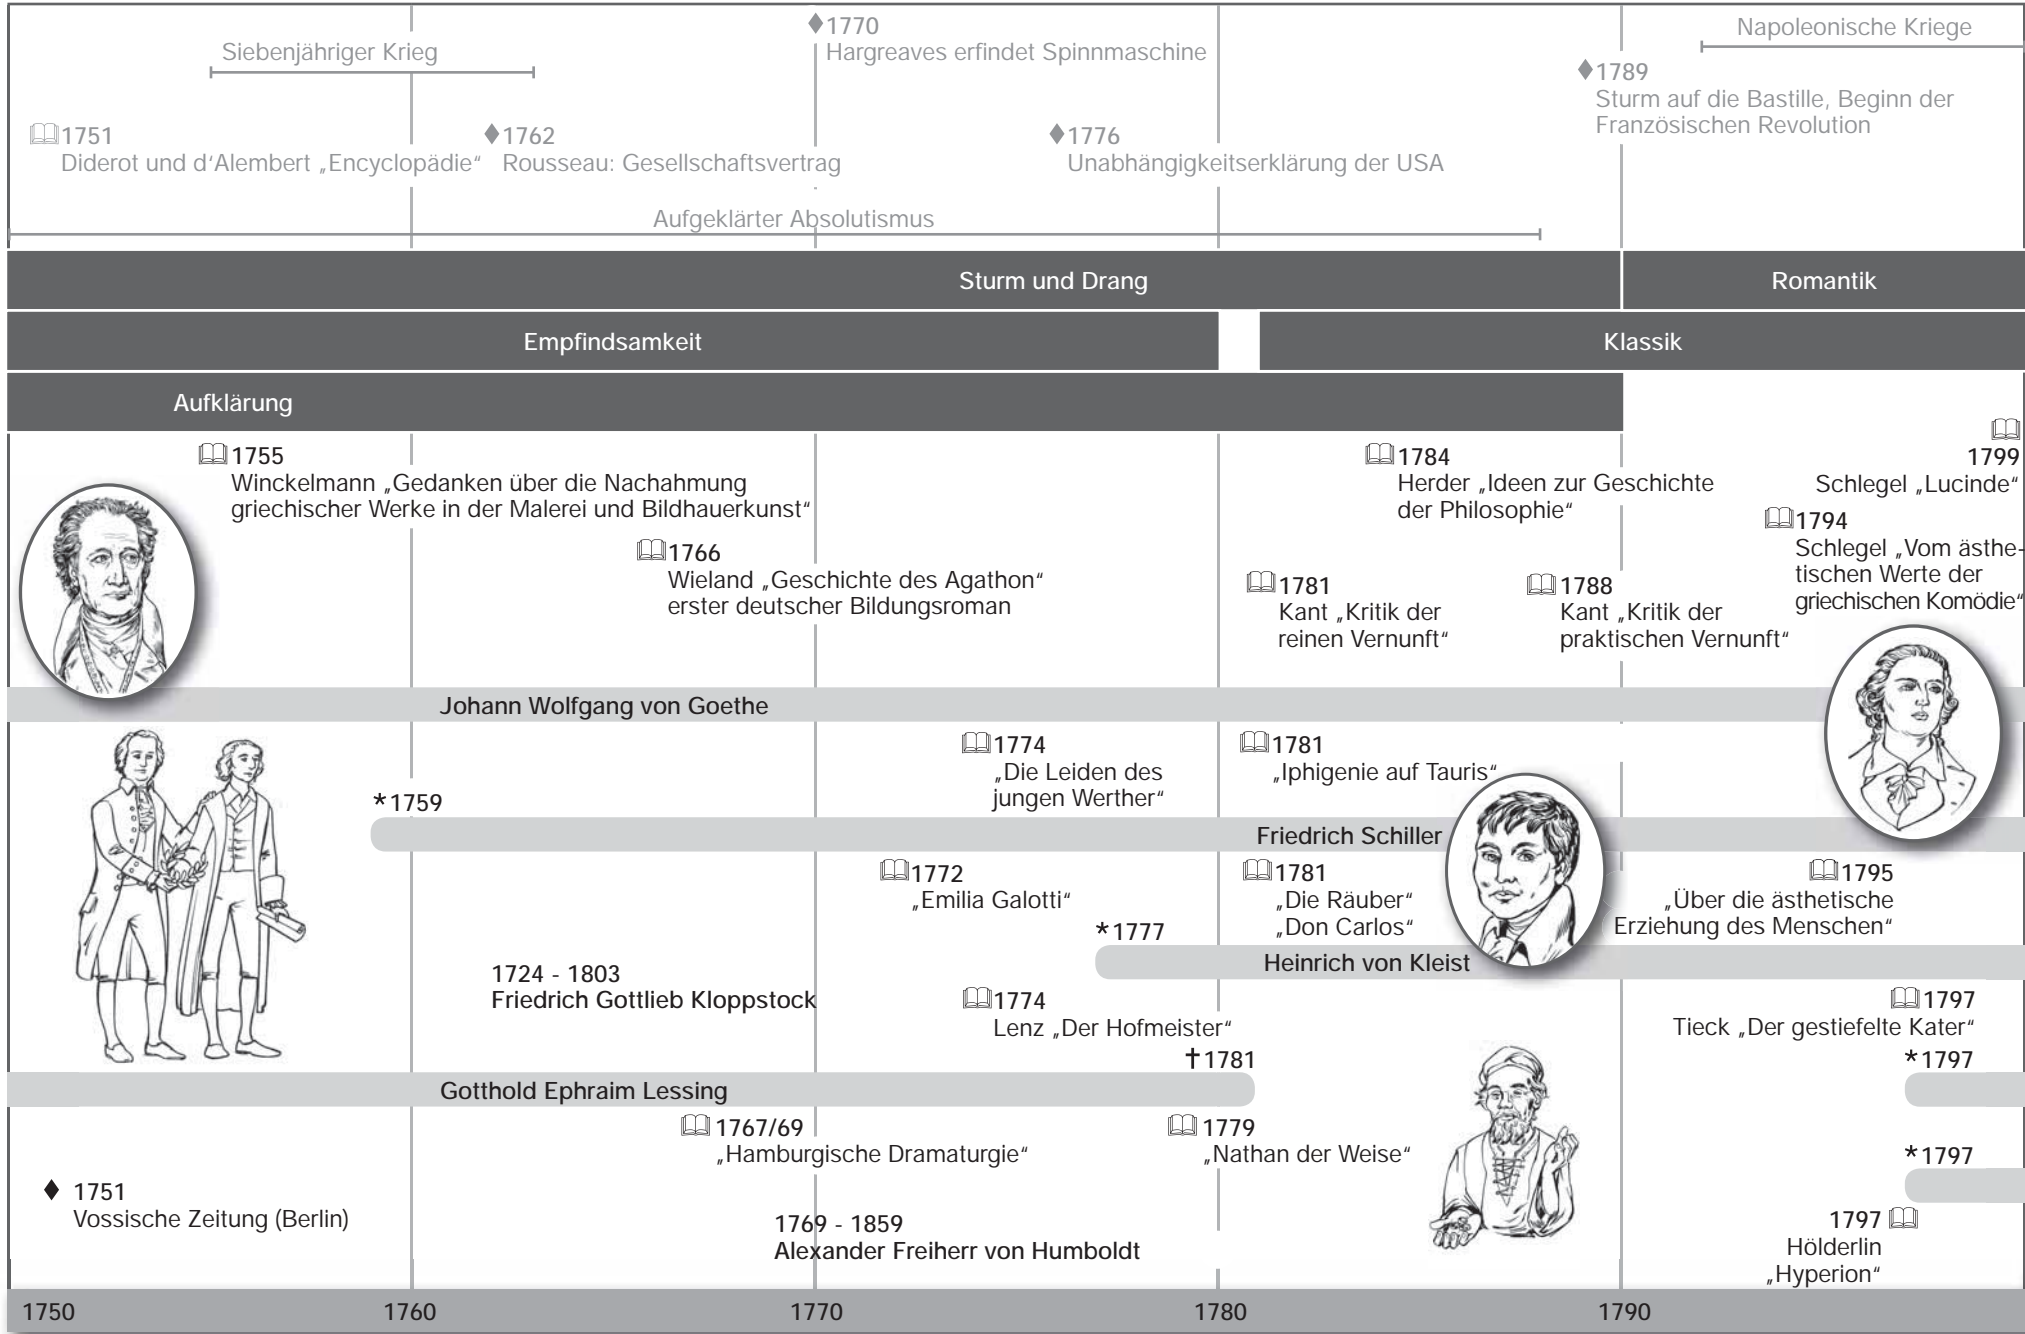 1770
Hargreaves erfindet Spinnmaschine
Napoleonische Kriege
Siebenjähriger Krieg
1789
Sturm auf die Bastille, Beginn der
Französischen Revolution
1751
Diderot und d'Alembert „Encyclopädie“
1762
Rousseau: Gesellschaftsvertrag
1776
Unabhängigkeitserklärung der USA
Aufgeklärter Absolutismus
Sturm und Drang
Romantik
Empfindsamkeit
Klassik
Aufklärung
1755
Winckelmann „Gedanken über die Nachahmung
griechischer Werke in der Malerei und Bildhauerkunst“
1784
Herder „Ideen zur Geschichte
der Philosophie“
1799
Schlegel „Lucinde“
1794
Schlegel „Vom ästhe-
tischen Werte der
griechischen Komödie“
1766
Wieland „Geschichte des Agathon“
erster deutscher Bildungsroman
1781
Kant „Kritik der
reinen Vernunft“
1788
Kant „Kritik der
praktischen Vernunft“
Johann Wolfgang von Goethe
1774
„Die Leiden des
jungen Werther“
1781
„Iphigenie auf Tauris“
*1759
Friedrich Schiller
1772
„Emilia Galotti“
1781
„Die Räuber“
„Don Carlos“
1795
„Über die ästhetische
Erziehung des Menschen“
*1777
Heinrich von Kleist
1724 - 1803
Friedrich Gottlieb Kloppstock
1774
Lenz „Der Hofmeister“
1797
Tieck „Der gestiefelte Kater“
†1781
*1797
Gotthold Ephraim Lessing
1767/69
„Hamburgische Dramaturgie“
1779
„Nathan der Weise“
*1797
1751
Vossische Zeitung (Berlin)
1769 - 1859
Alexander Freiherr von Humboldt
1797
Hölderlin
„Hyperion“
1750
1760
1770
1780
1790